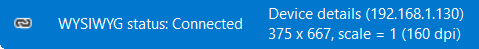 WYSIWYG status: Connected
Device details (192.168.1.130)
375 x 667, scale = 1 (160 dpi)